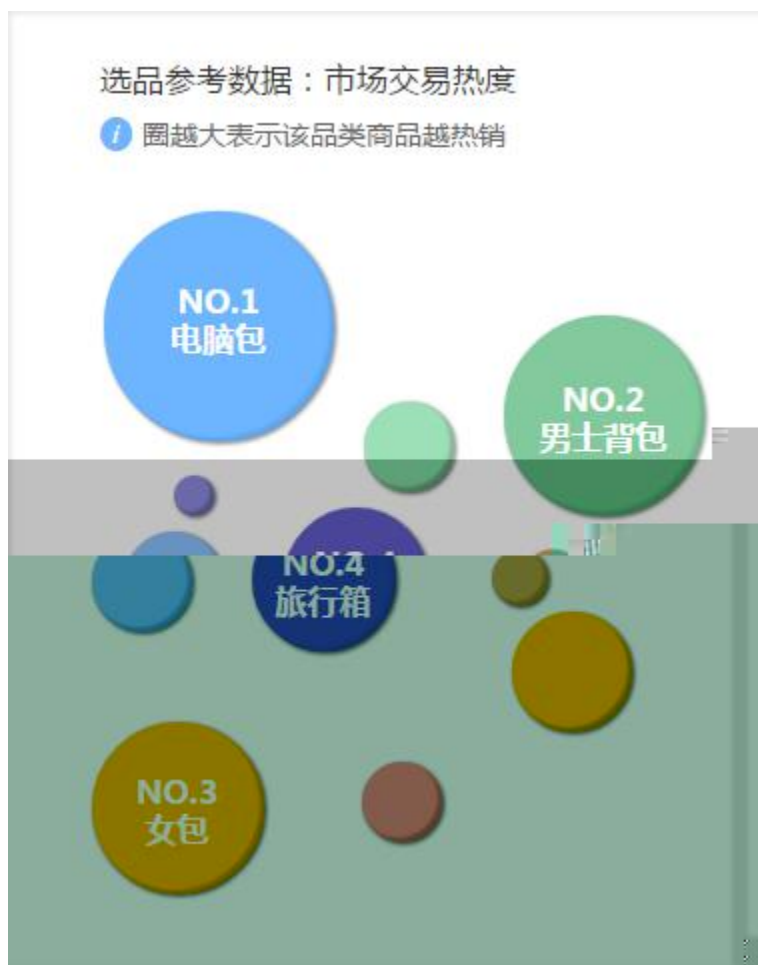 选品参考数据：市场交易热度
i 圈越大表示该品类商品越热销
NO.1
电脑包
NO.2
男士背包
NO.4
旅行箱
NO.3
女包